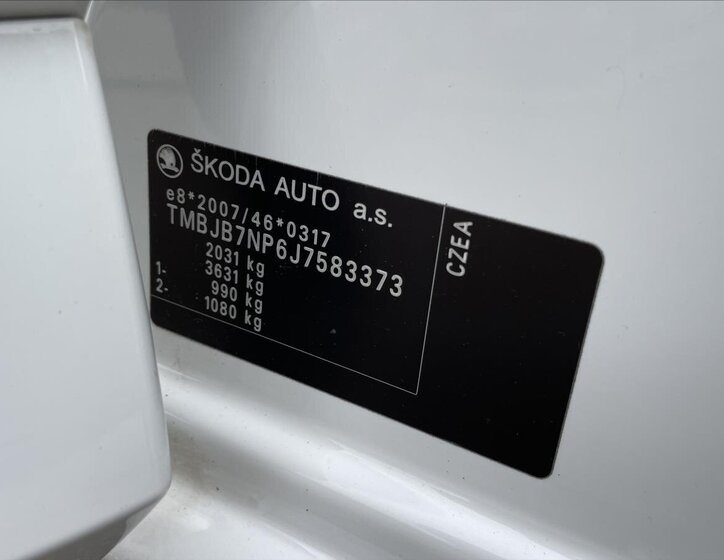 ŠKODA AUTO a.s.
e8*2007/46*0317
TMBJB7NP6J7583373
2031 kg
1- 3631 kg
2- 990 kg
1080 kg
CZEA